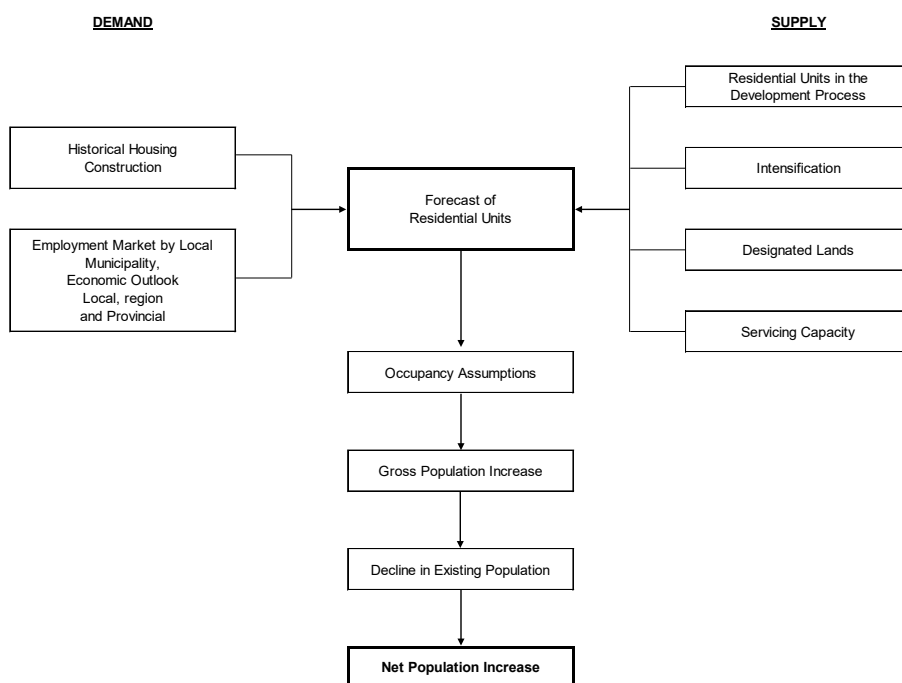 DEMAND
SUPPLY
Residential Units in the
Development Process
Historical Housing
Construction
Intensification
Forecast of
Residential Units
Employment Market by Local
Municipality,
Economic Outlook
Local, region
and Provincial
Designated Lands
Servicing Capacity
Occupancy Assumptions
Gross Population Increase
Decline in Existing Population
Net Population Increase